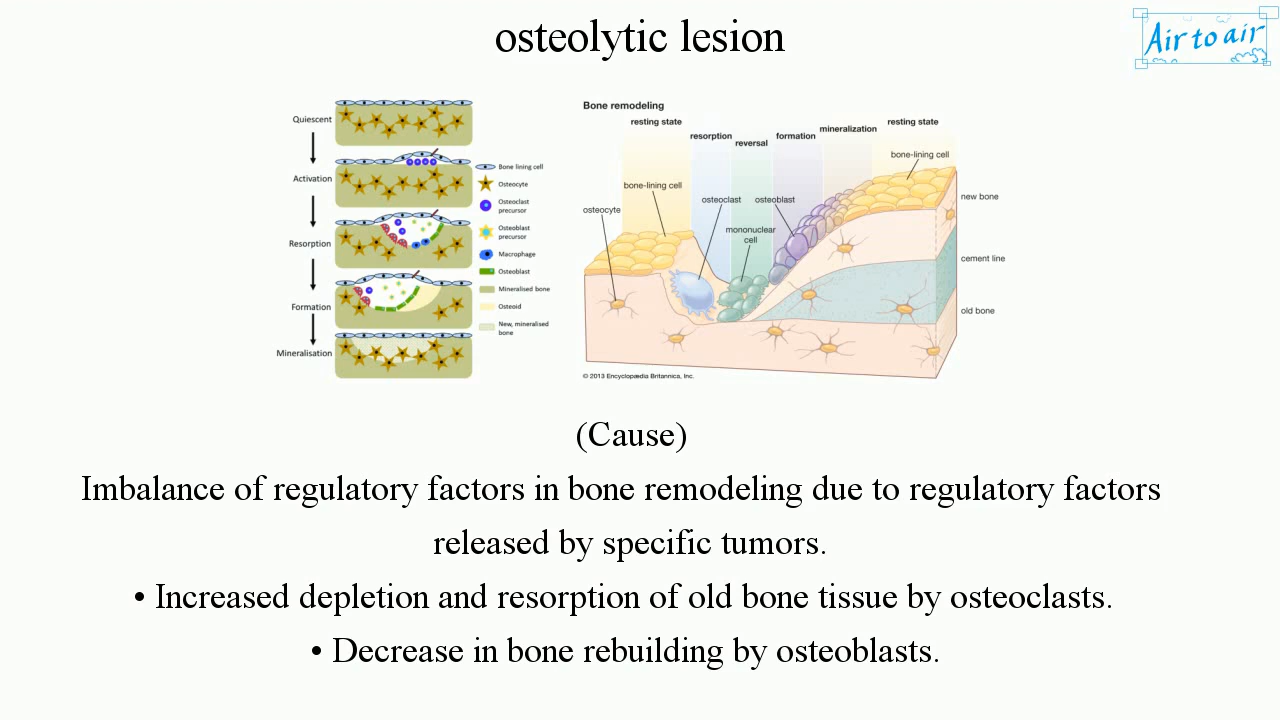 osteolytic lesion
Air to air
Quiescent
Activation
Resorption
Formation
Mineralisation
Bone lining cell
Osteocyte
Osteoclast
precursor
Osteoblast
precursor
Macrophage
Osteoblast
Mineralised bone
Osteoid
New, mineralised
bone
Bone remodeling
resting state
resorption
reversal
formation
mineralization
resting state
bone-lining cell
bone-lining cell
osteocyte
osteoclast
osteoblast
mononuclear
cell
new bone
cement line
old bone
© 2013 Encyclopædia Britannica, Inc.
(Cause)
Imbalance of regulatory factors in bone remodeling due to regulatory factors
released by specific tumors.
• Increased depletion and resorption of old bone tissue by osteoclasts.
• Decrease in bone rebuilding by osteoblasts.